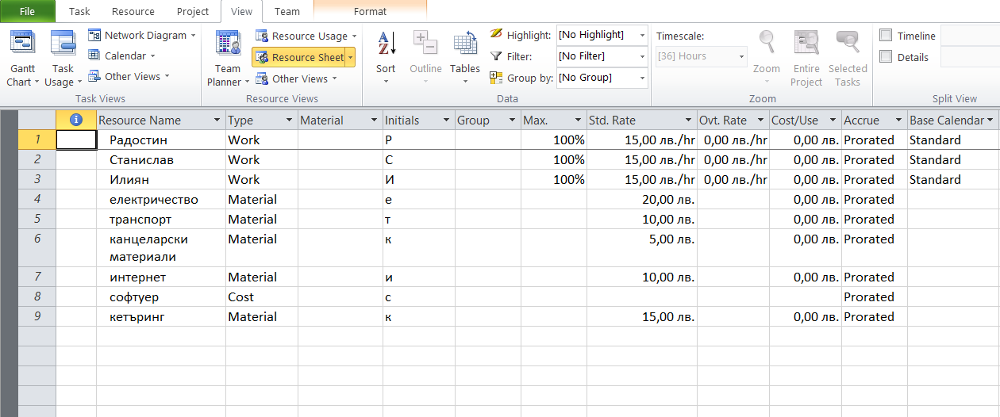 File Task Resource Project View Team Format
Network Diagram Resource Usage Highlight: [No Highlight] Timescale: Timeline
Calendar Resource Sheet Filter: [No Filter] [36] Hours Details
Gantt Chart Task Usage Other Views Team Planner Other Views Sort Outline Tables Group by: [No Group] Zoom Entire Project Selected Tasks
Task Views Resource Views Data Zoom Split View
Resource Name Type Material Initials Group Max. Std. Rate Ovt. Rate Cost/Use Accrue Base Calendar
1 Радостин Work Р 100% 15,00 лв./hr 0,00 лв./hr 0,00 лв. Prorated Standard
2 Станислав Work С 100% 15,00 лв./hr 0,00 лв./hr 0,00 лв. Prorated Standard
3 Илиян Work И 100% 15,00 лв./hr 0,00 лв./hr 0,00 лв. Prorated Standard
4 електричество Material е 20,00 лв. 0,00 лв. Prorated
5 транспорт Material т 10,00 лв. 0,00 лв. Prorated
6 канцеларски Material к 5,00 лв. 0,00 лв. Prorated
материали
7 интернет Material и 10,00 лв. 0,00 лв. Prorated
8 софтуер Cost с Prorated
9 кетъринг Material к 15,00 лв. 0,00 лв. Prorated